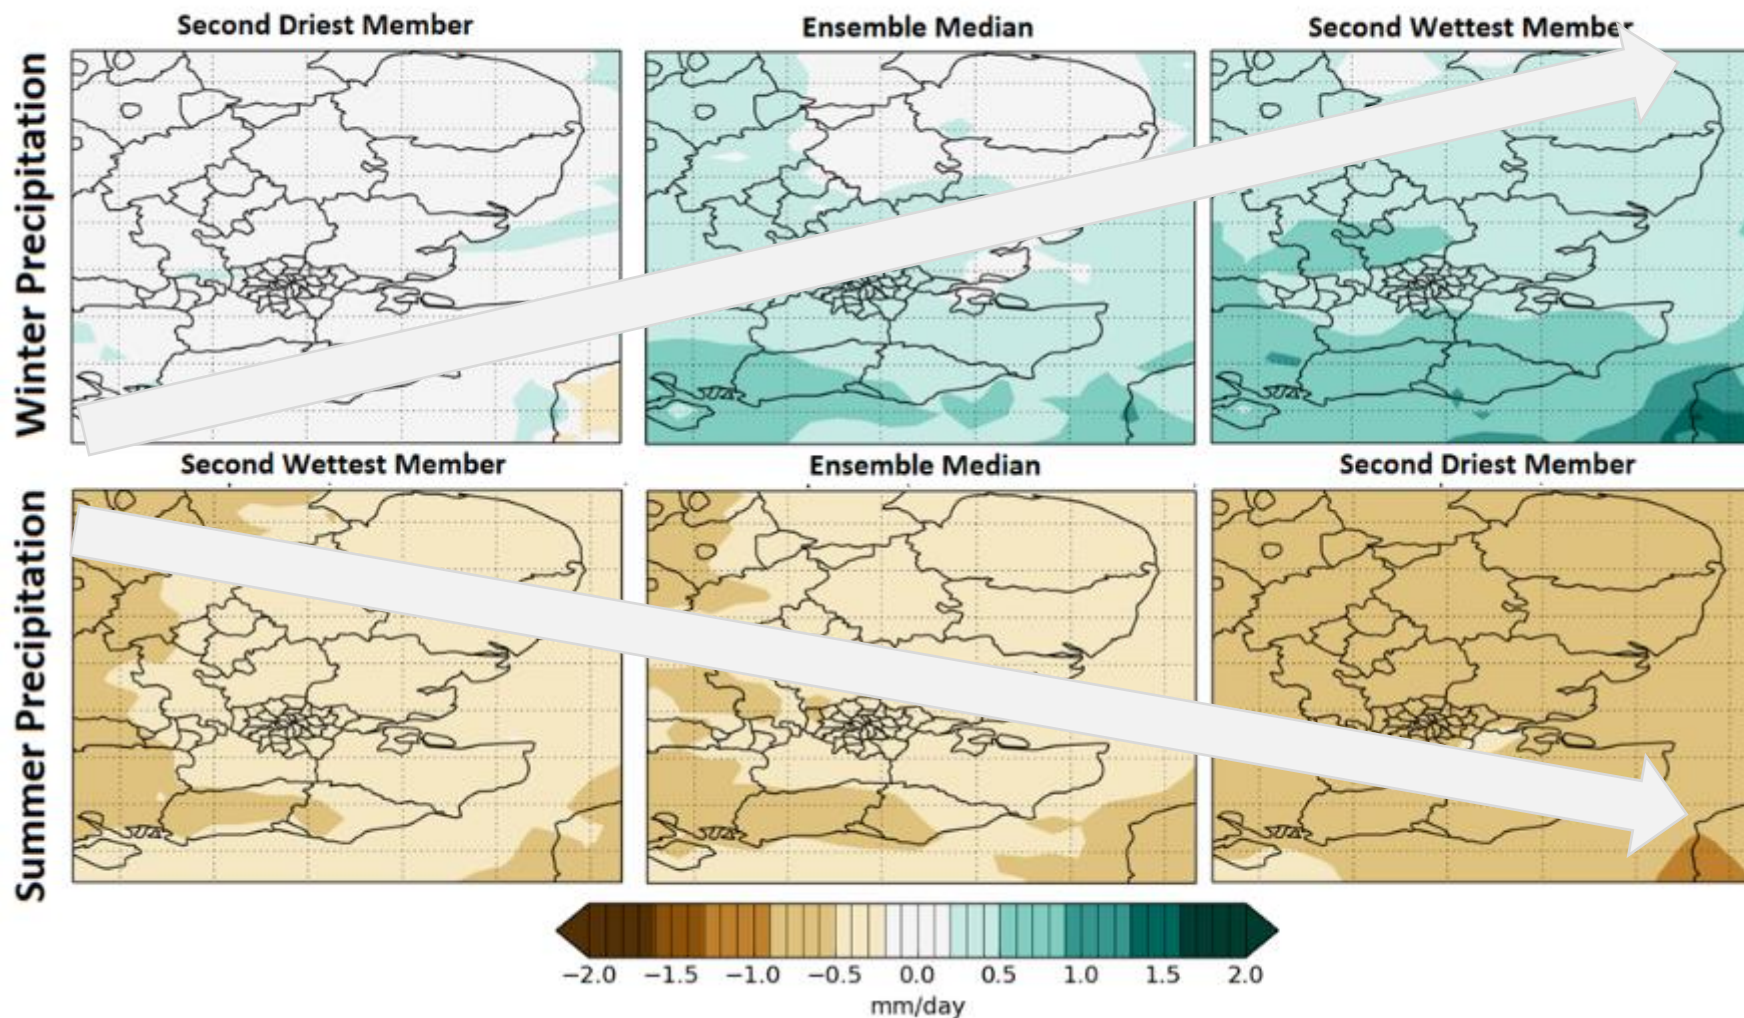 Second Driest Member
Ensemble Median
Second Wettest Member
Winter Precipitation
Second Wettest Member
Ensemble Median
Second Driest Member
Summer Precipitation
−2.0 −1.5 −1.0 −0.5 0.0 0.5 1.0 1.5 2.0
mm/day